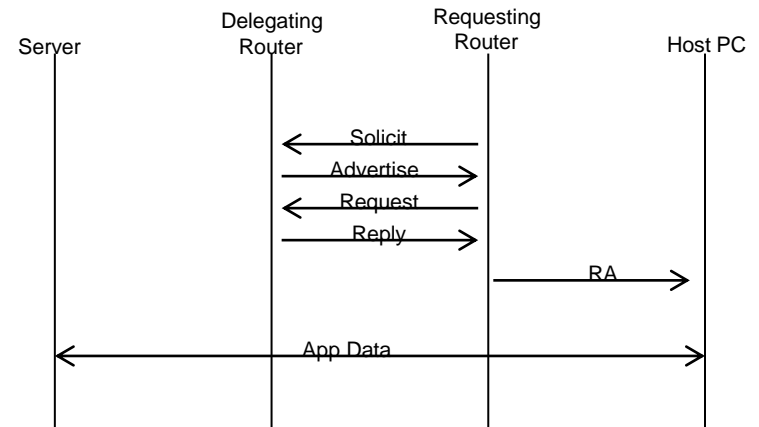 Server
Delegating
Router
Requesting
Router
Host PC
Solicit
Advertise
Request
Reply
RA
App Data